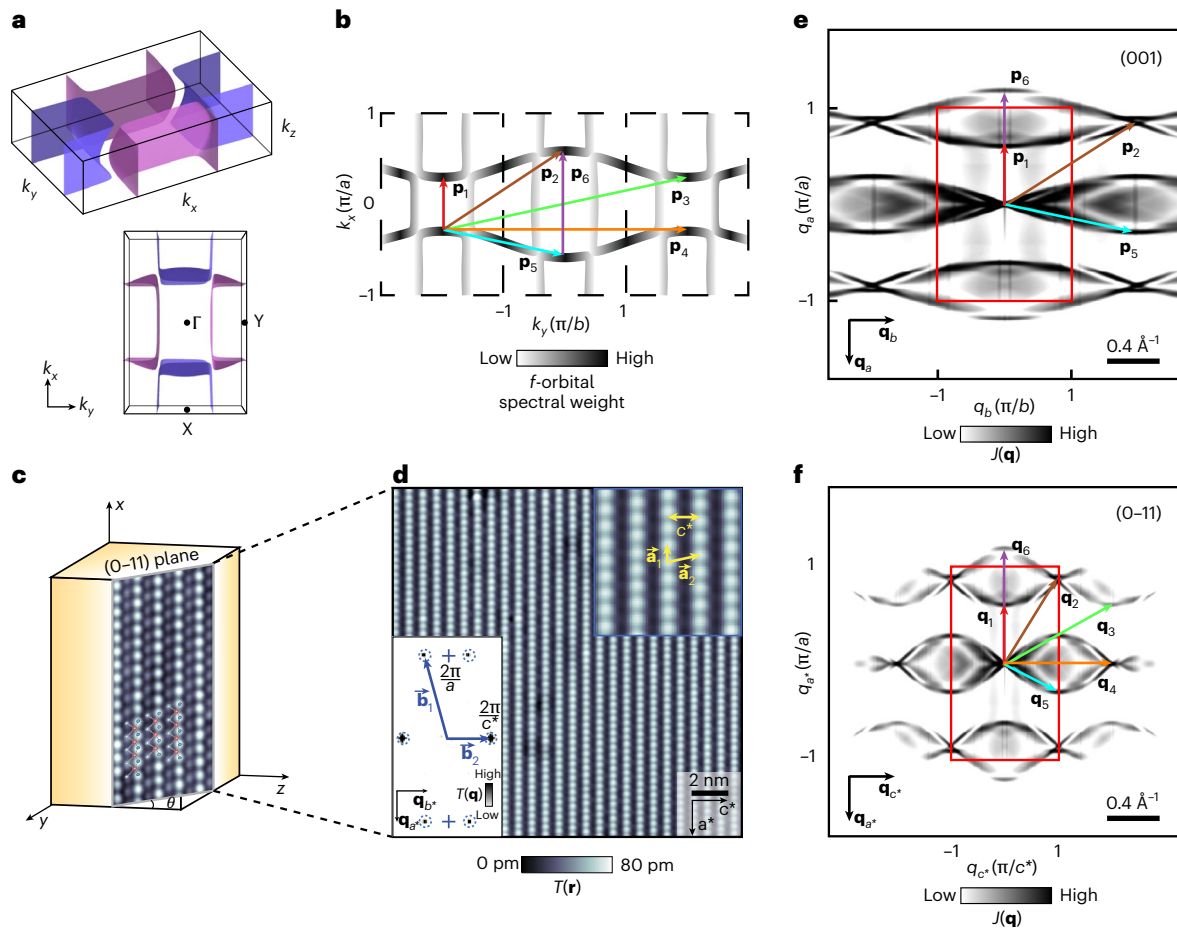 a
k_z
k_y
k_x
Γ
Y
k_x
k_y
X
b
1
k_x (π/a)
0
−1
p_1
p_2
p_6
p_3
p_5
p_4
−1
1
k_y (π/b)
Low
High
f-orbital
spectral weight
c
x
(0–11) plane
θ
z
y
d
c*
a⃗_1
a⃗_2
2π
a
b⃗_1
2π
c*
b⃗_2
High
T(q)
Low
q_b*
q_a*
2 nm
c*
a*
0 pm
80 pm
T(r)
e
(001)
p_6
1
p_2
p_1
q_a (π/a)
p_5
−1
q_b
q_a
0.4 Å⁻¹
−1
1
q_b (π/b)
Low
High
J(q)
f
(0–11)
q_6
1
q_2
q_1
q_3
q_a* (π/a)
q_4
q_5
−1
q_c*
q_a*
0.4 Å⁻¹
−1
1
q_c* (π/c*)
Low
High
J(q)